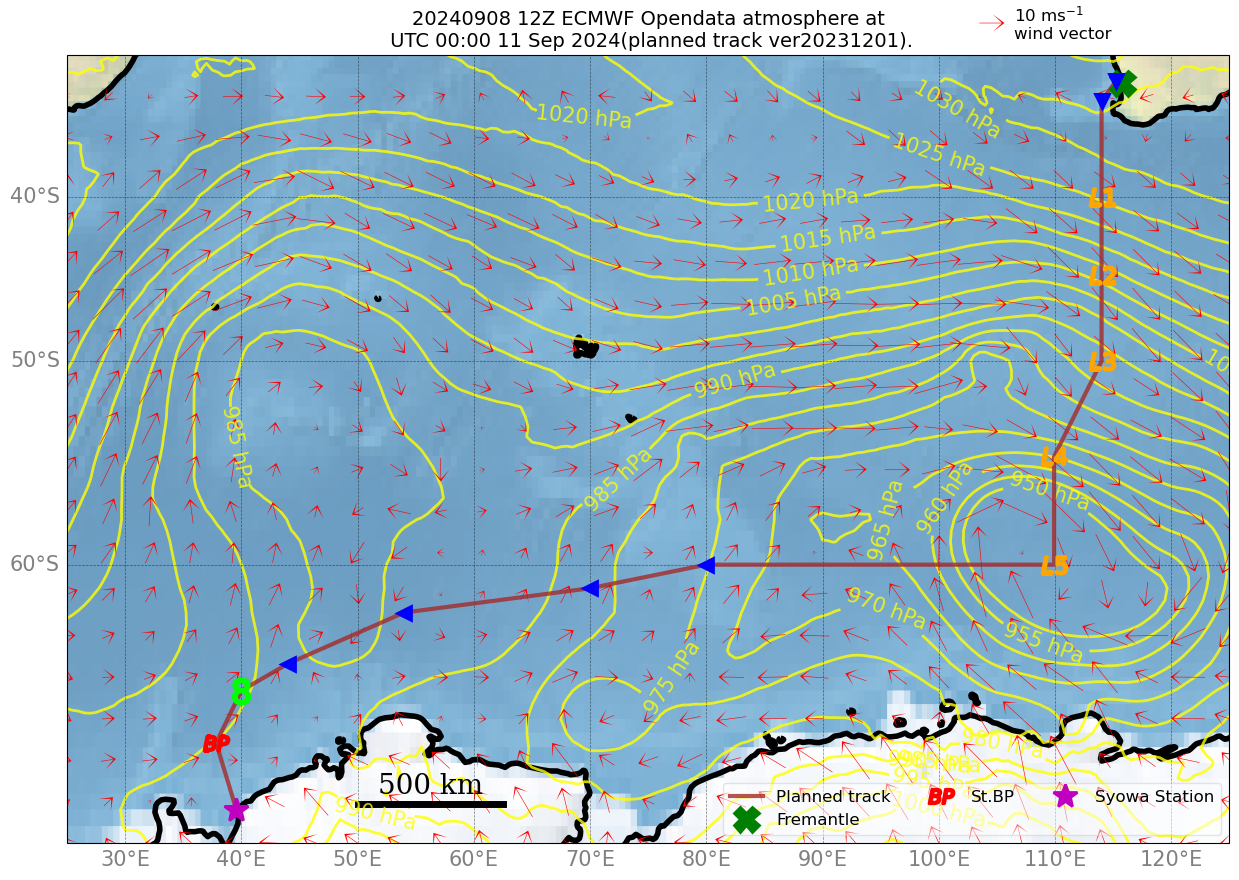 20240908 12Z ECMWF Opendata atmosphere at
UTC 00:00 11 Sep 2024(planned track ver20231201).
10 ms⁻¹
wind vector
1030 hPa
1020 hPa
1025 hPa
40°S
1020 hPa
L1
1015 hPa
1010 hPa
L2
1005 hPa
50°S
L3
990 hPa
985 hPa
L4
985 hPa
950 hPa
960 hPa
965 hPa
60°S
L5
970 hPa
955 hPa
975 hPa
8
BP
980 hPa
985 hPa
995 hPa
500 km
990 hPa
Planned track
BP St.BP
Syowa Station
Fremantle
30°E 40°E 50°E 60°E 70°E 80°E 90°E 100°E 110°E 120°E